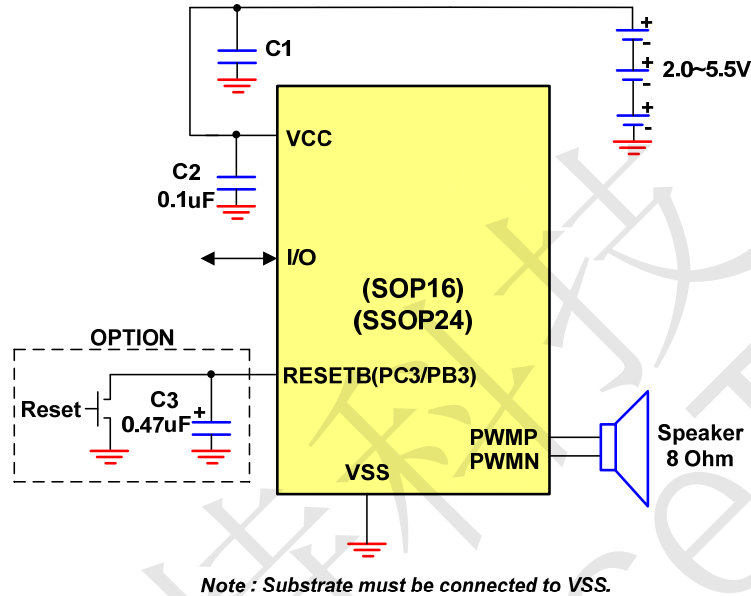 C1
+
-
+
-
+
-
2.0~5.5V
VCC
C2
0.1uF
I/O
(SOP16)
(SSOP24)
OPTION
RESETB(PC3/PB3)
Reset
C3
+
0.47uF
PWMP
PWMN
Speaker
8 Ohm
VSS
Note : Substrate must be connected to VSS.